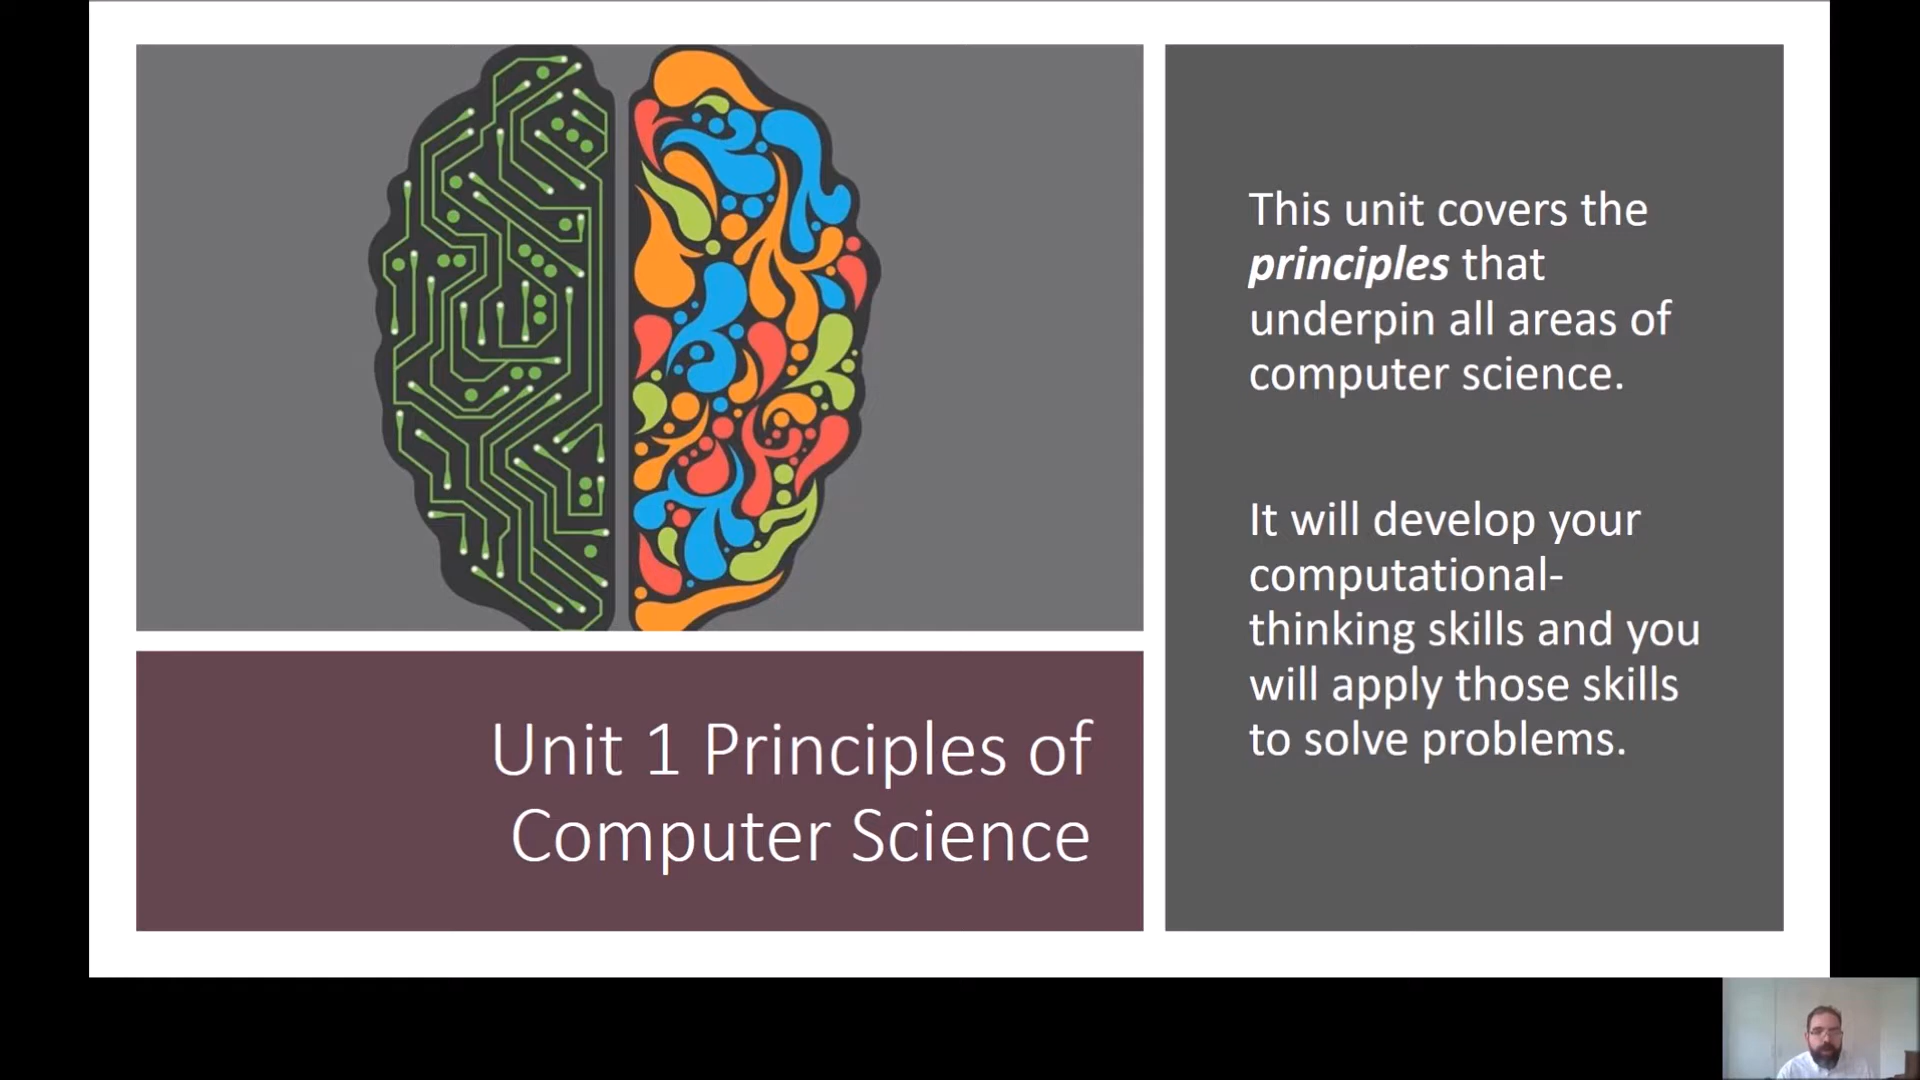 This unit covers the
principles that
underpin all areas of
computer science.
It will develop your
computational-
thinking skills and you
will apply those skills
to solve problems.
Unit 1 Principles of
Computer Science